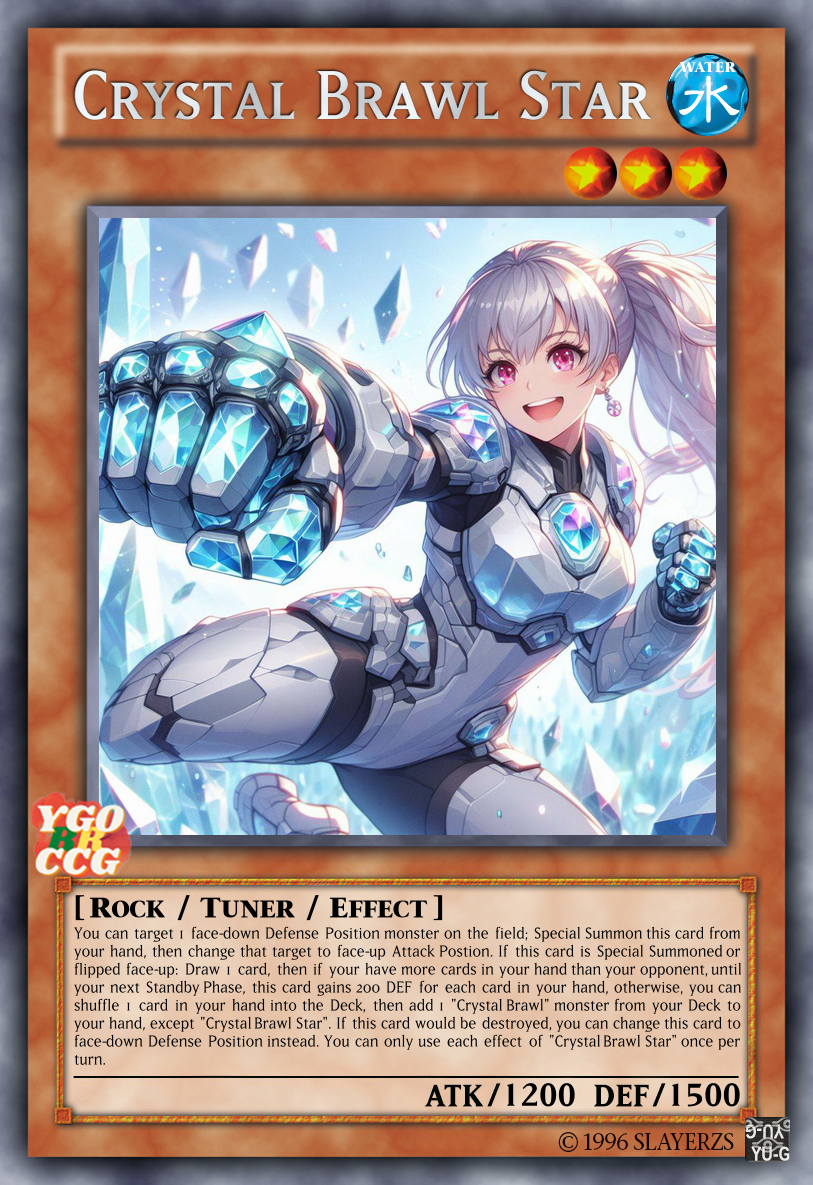 CRYSTAL BRAWL STAR
WATER
水
YGO
BR
CCG
[ ROCK / TUNER / EFFECT ]
You can target 1 face-down Defense Position monster on the field; Special Summon this card from
your hand, then change that target to face-up Attack Postion. If this card is Special Summoned or
flipped face-up: Draw 1 card, then if your have more cards in your hand than your opponent, until
your next Standby Phase, this card gains 200 DEF for each card in your hand, otherwise, you can
shuffle 1 card in your hand into the Deck, then add 1 "Crystal Brawl" monster from your Deck to
your hand, except "Crystal Brawl Star". If this card would be destroyed, you can change this card to
face-down Defense Position instead. You can only use each effect of "Crystal Brawl Star" once per
turn.
ATK/1200 DEF/1500
© 1996 SLAYERZS
YU-G
YU-G